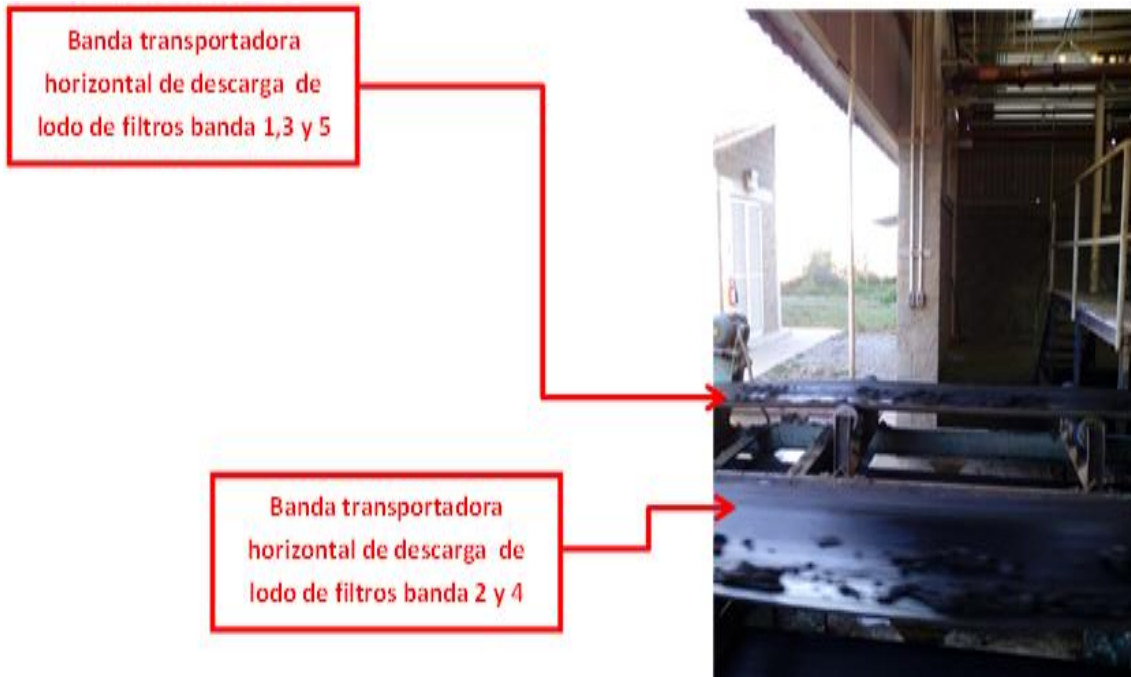 Banda transportadora
horizontal de descarga de
lodo de filtros banda 1,3 y 5
Banda transportadora
horizontal de descarga de
lodo de filtros banda 2 y 4